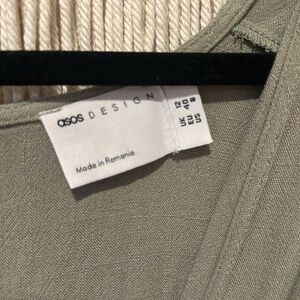 asos DESIGN
Made in Romania
UK 12
EU 40
US 8